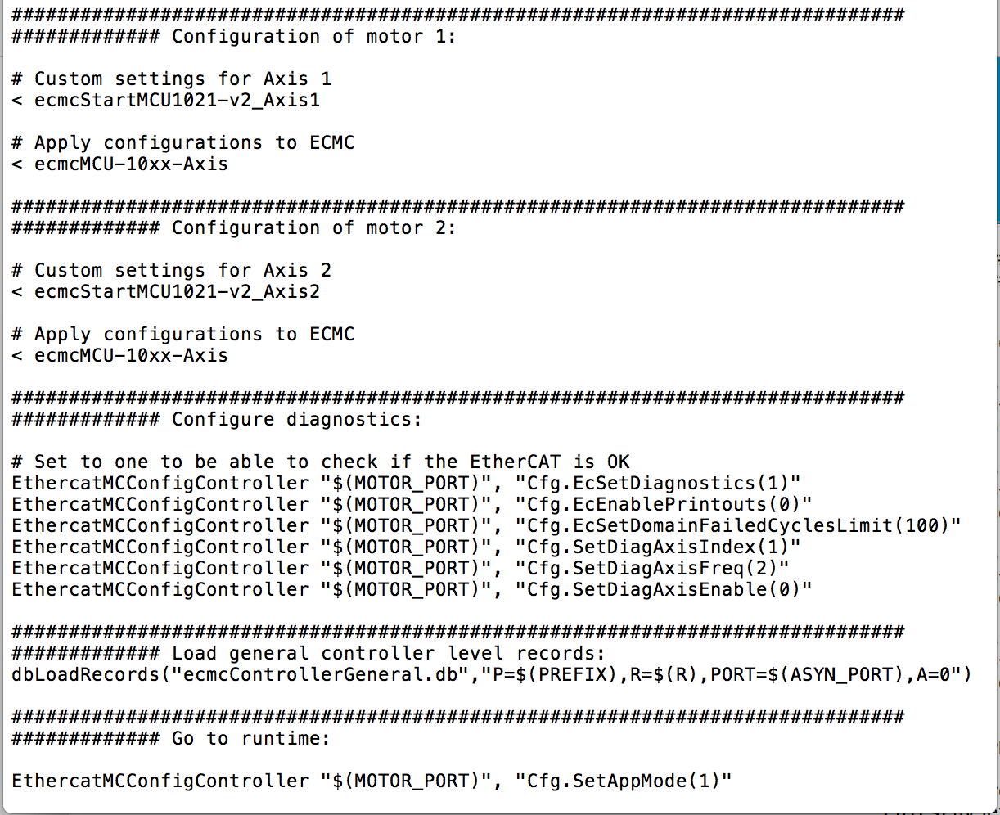 ##############################################################################
############# Configuration of motor 1:
# Custom settings for Axis 1
< ecmcStartMCU1021-v2_Axis1
# Apply configurations to ECMC
< ecmcMCU-10xx-Axis
##############################################################################
############# Configuration of motor 2:
# Custom settings for Axis 2
< ecmcStartMCU1021-v2_Axis2
# Apply configurations to ECMC
< ecmcMCU-10xx-Axis
##############################################################################
############# Configure diagnostics:
# Set to one to be able to check if the EtherCAT is OK
EthercatMCConfigController "$(MOTOR_PORT)", "Cfg.EcSetDiagnostics(1)"
EthercatMCConfigController "$(MOTOR_PORT)", "Cfg.EcEnablePrintouts(0)"
EthercatMCConfigController "$(MOTOR_PORT)", "Cfg.EcSetDomainFailedCyclesLimit(100)"
EthercatMCConfigController "$(MOTOR_PORT)", "Cfg.SetDiagAxisIndex(1)"
EthercatMCConfigController "$(MOTOR_PORT)", "Cfg.SetDiagAxisFreq(2)"
EthercatMCConfigController "$(MOTOR_PORT)", "Cfg.SetDiagAxisEnable(0)"
##############################################################################
############# Load general controller level records:
dbLoadRecords("ecmcControllerGeneral.db","P=$(PREFIX),R=$(R),PORT=$(ASYN_PORT),A=0")
##############################################################################
############# Go to runtime:
EthercatMCConfigController "$(MOTOR_PORT)", "Cfg.SetAppMode(1)"